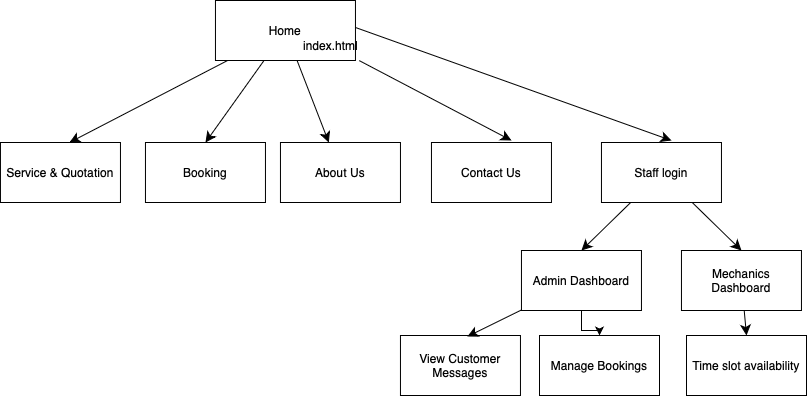 Home
index.html
Service & Quotation
Booking
About Us
Contact Us
Staff login
Admin Dashboard
Mechanics
Dashboard
View Customer
Messages
Manage Bookings
Time slot availability